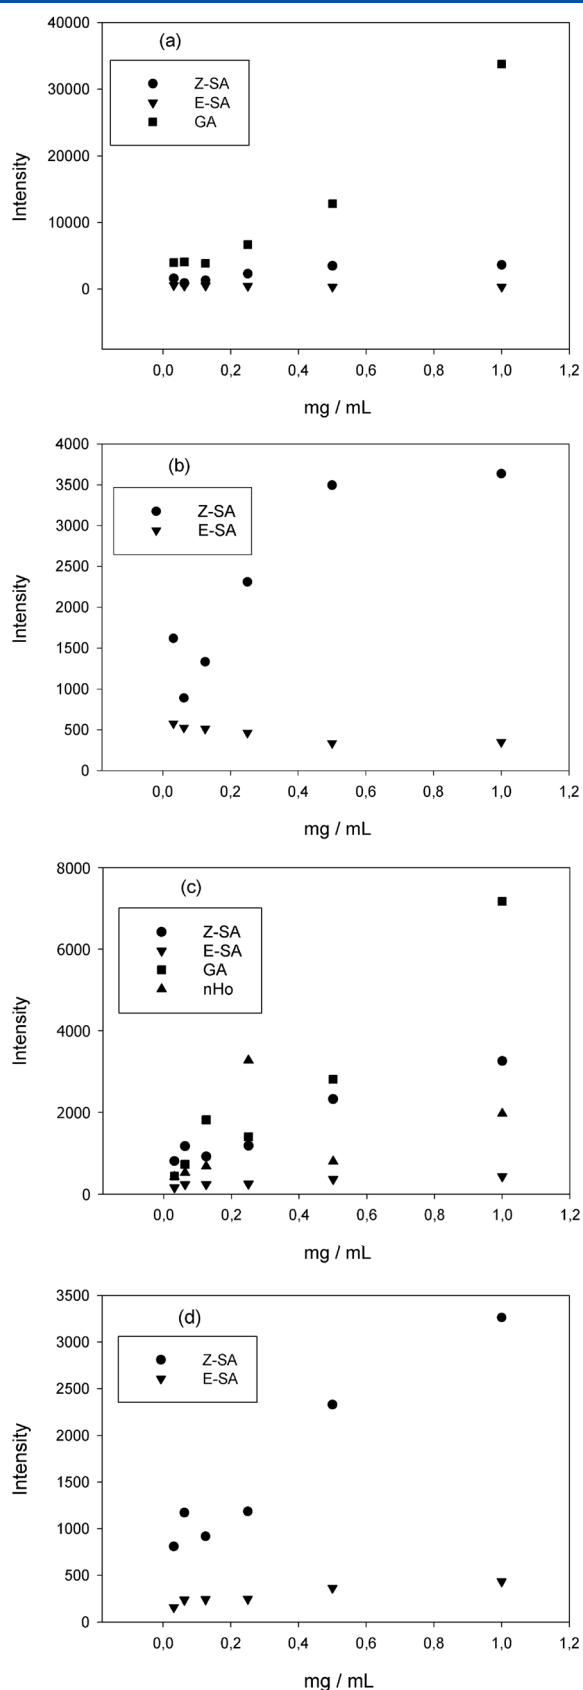 40000
(a)
30000
Z-SA
E-SA
GA
20000
10000
0
Intensity
0,0 0,2 0,4 0,6 0,8 1,0 1,2
mg / mL
4000
(b)
3500
Z-SA
3000
E-SA
2500
2000
1500
1000
500
0
Intensity
0,0 0,2 0,4 0,6 0,8 1,0 1,2
mg / mL
8000
(c)
Z-SA
6000
E-SA
GA
nHo
4000
2000
0
Intensity
0,0 0,2 0,4 0,6 0,8 1,0 1,2
mg / mL
3500
(d)
3000
Z-SA
E-SA
2500
2000
1500
1000
500
0
Intensity
0,0 0,2 0,4 0,6 0,8 1,0 1,2
mg / mL